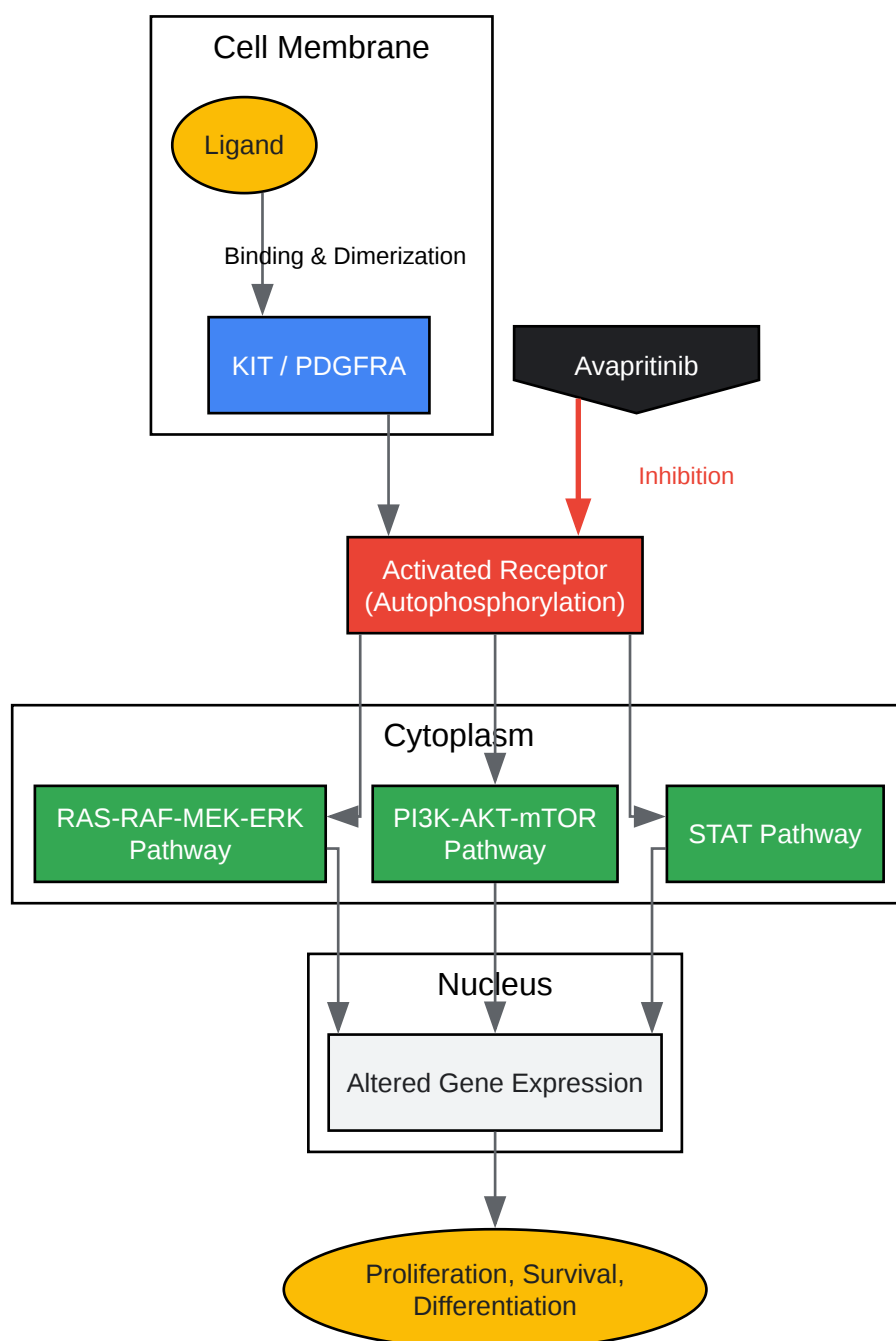 Cell Membrane
Ligand
Binding & Dimerization
KIT / PDGFRA
Avapritinib
Inhibition
Activated Receptor
(Autophosphorylation)
Cytoplasm
RAS-RAF-MEK-ERK
Pathway
PI3K-AKT-mTOR
Pathway
STAT Pathway
Nucleus
Altered Gene Expression
Proliferation, Survival,
Differentiation